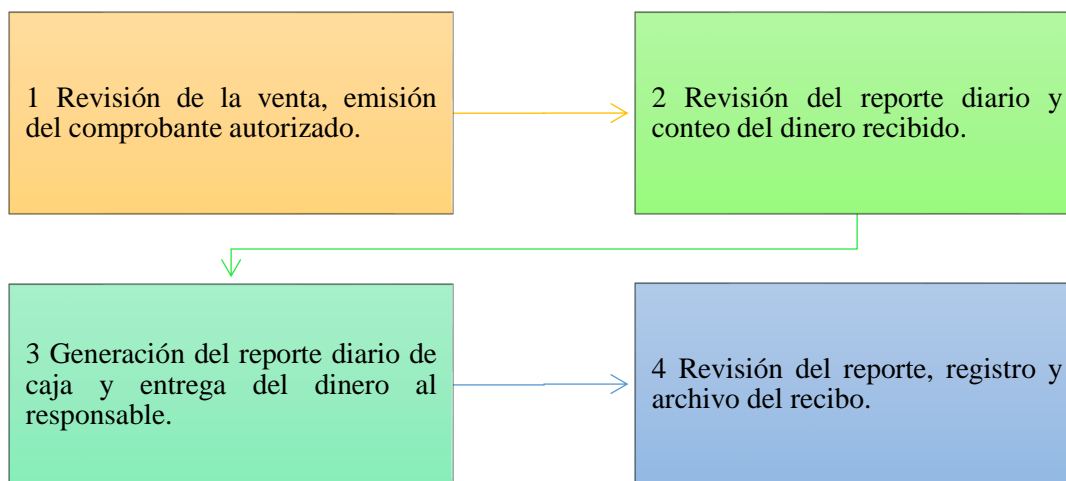 1 Revisión de la venta, emisión
del comprobante autorizado.
2 Revisión del reporte diario y
conteo del dinero recibido.
3 Generación del reporte diario de
caja y entrega del dinero al
responsable.
4 Revisión del reporte, registro y
archivo del recibo.